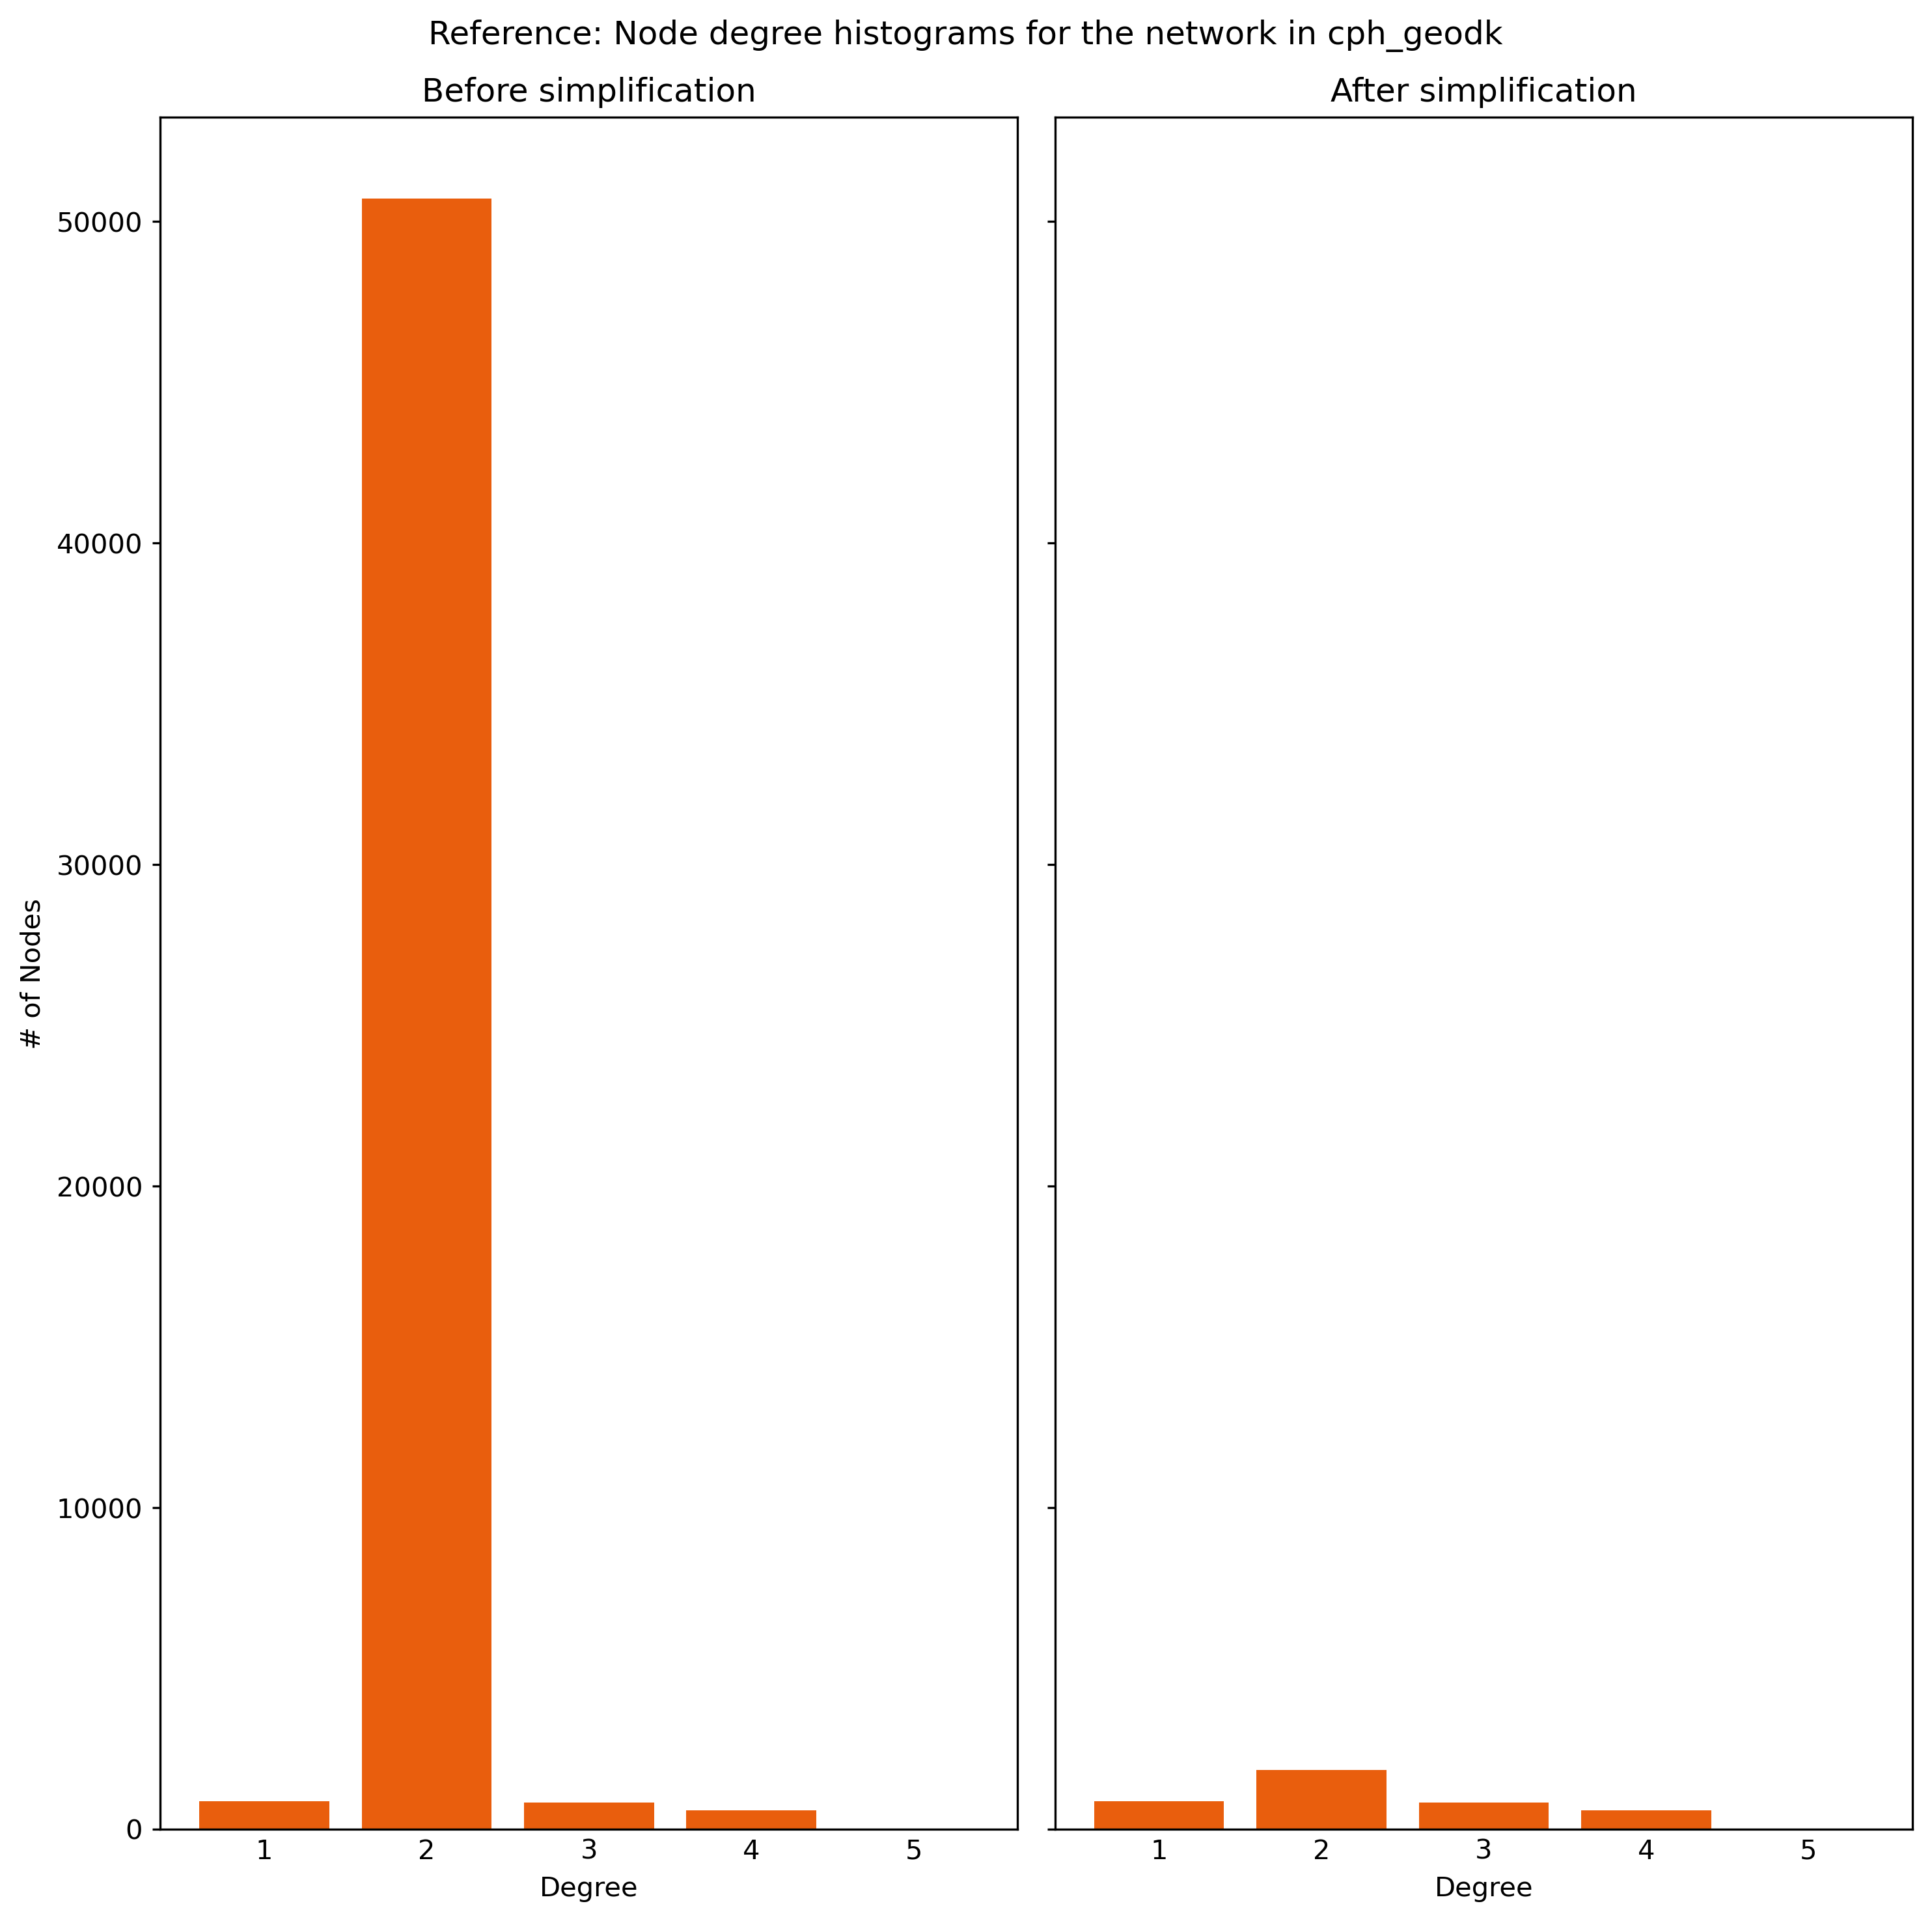 Reference: Node degree histograms for the network in cph_geodk
Before simplification
After simplification
# of Nodes
50000
40000
30000
20000
10000
0
1 2 3 4 5
Degree
1 2 3 4 5
Degree